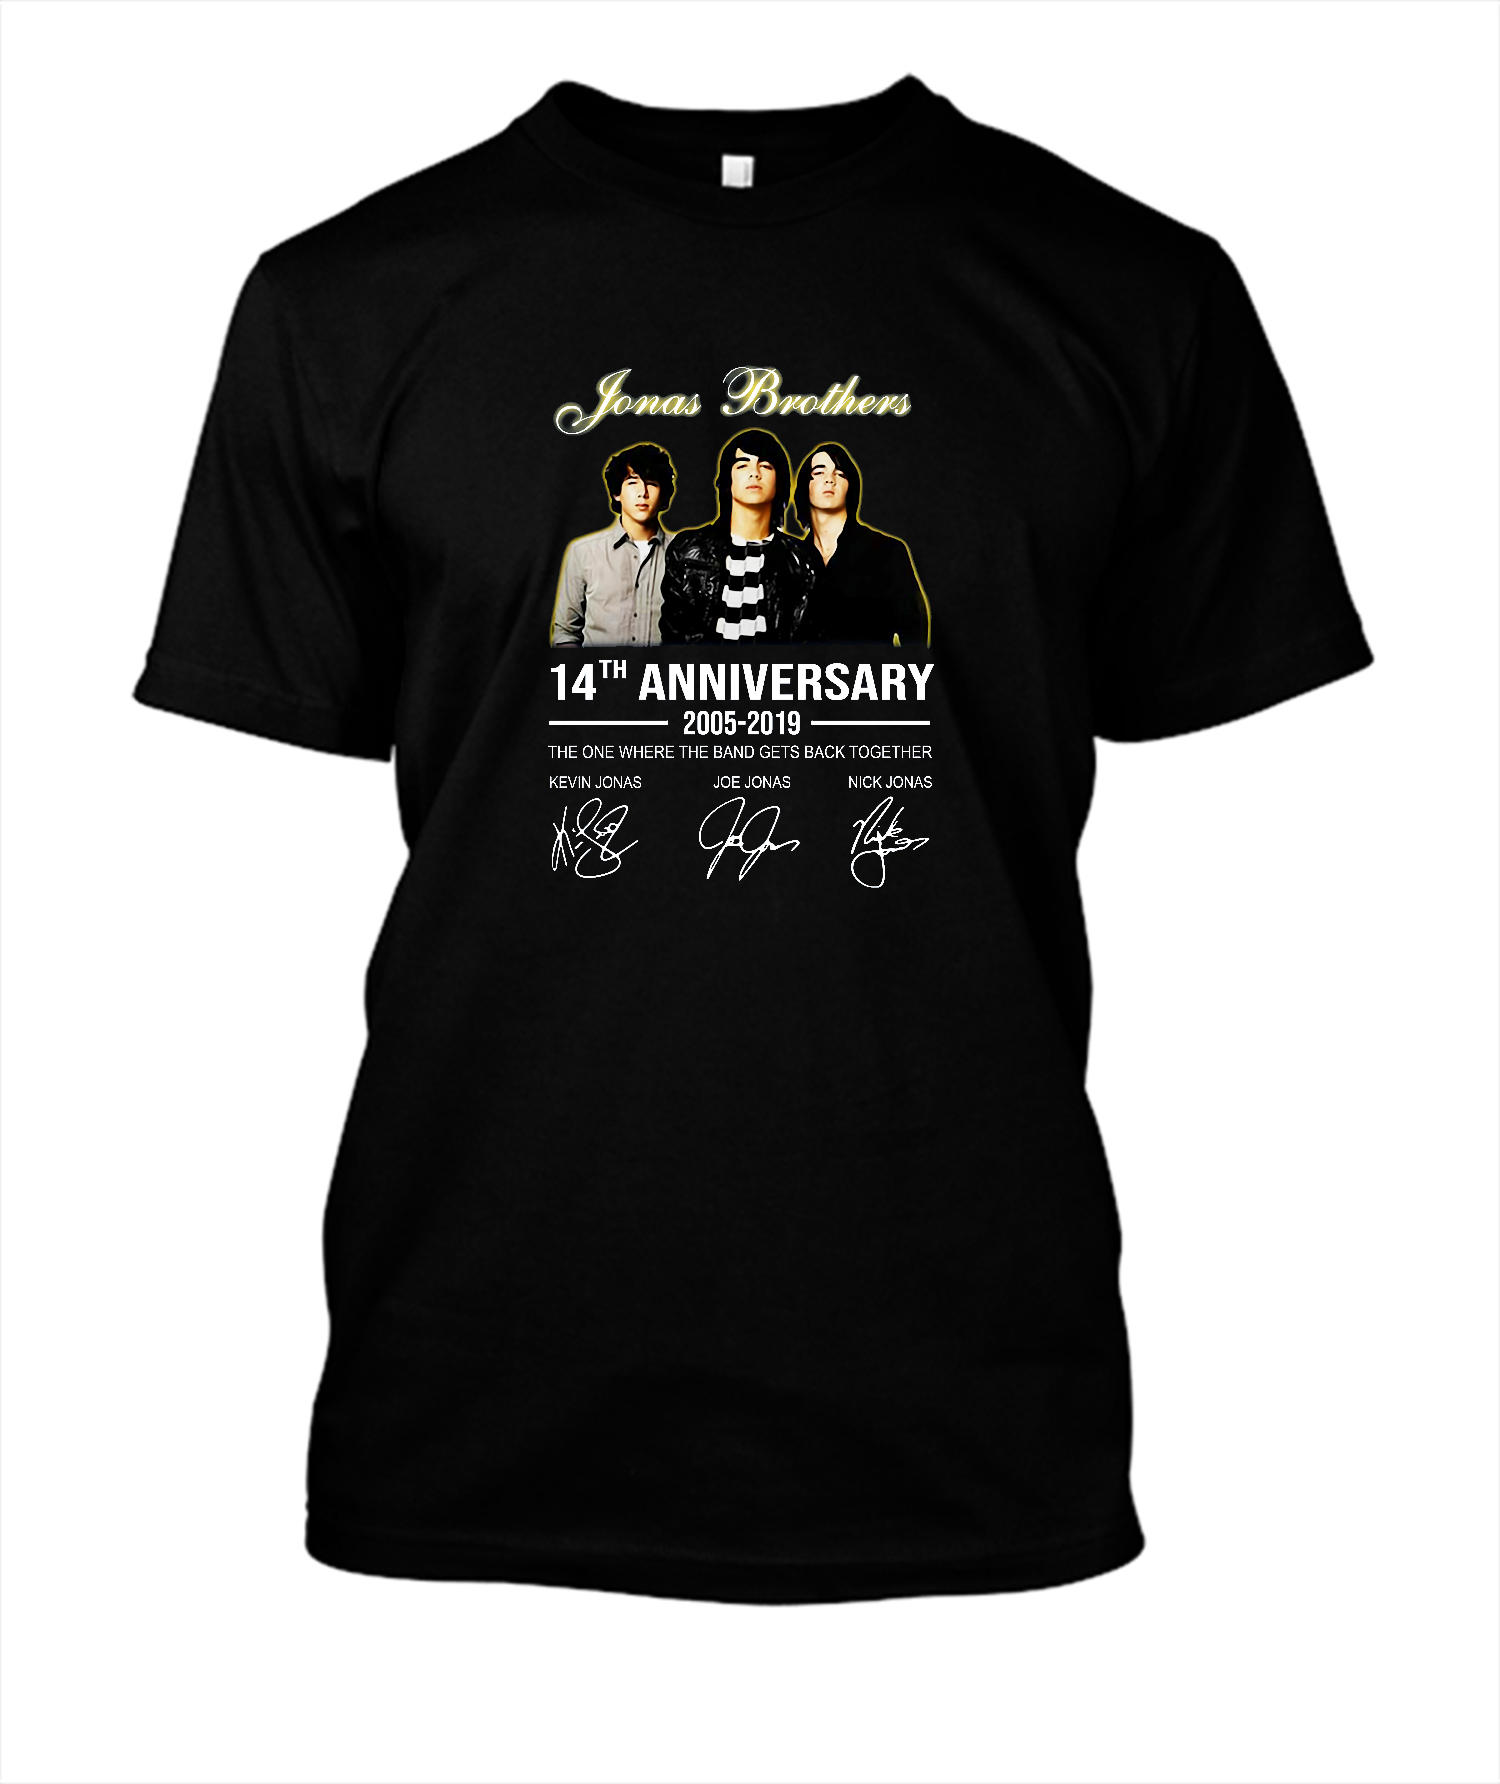 Jonas Brothers
14TH ANNIVERSARY
2005-2019
THE ONE WHERE THE BAND GETS BACK TOGETHER
KEVIN JONAS JOE JONAS NICK JONAS